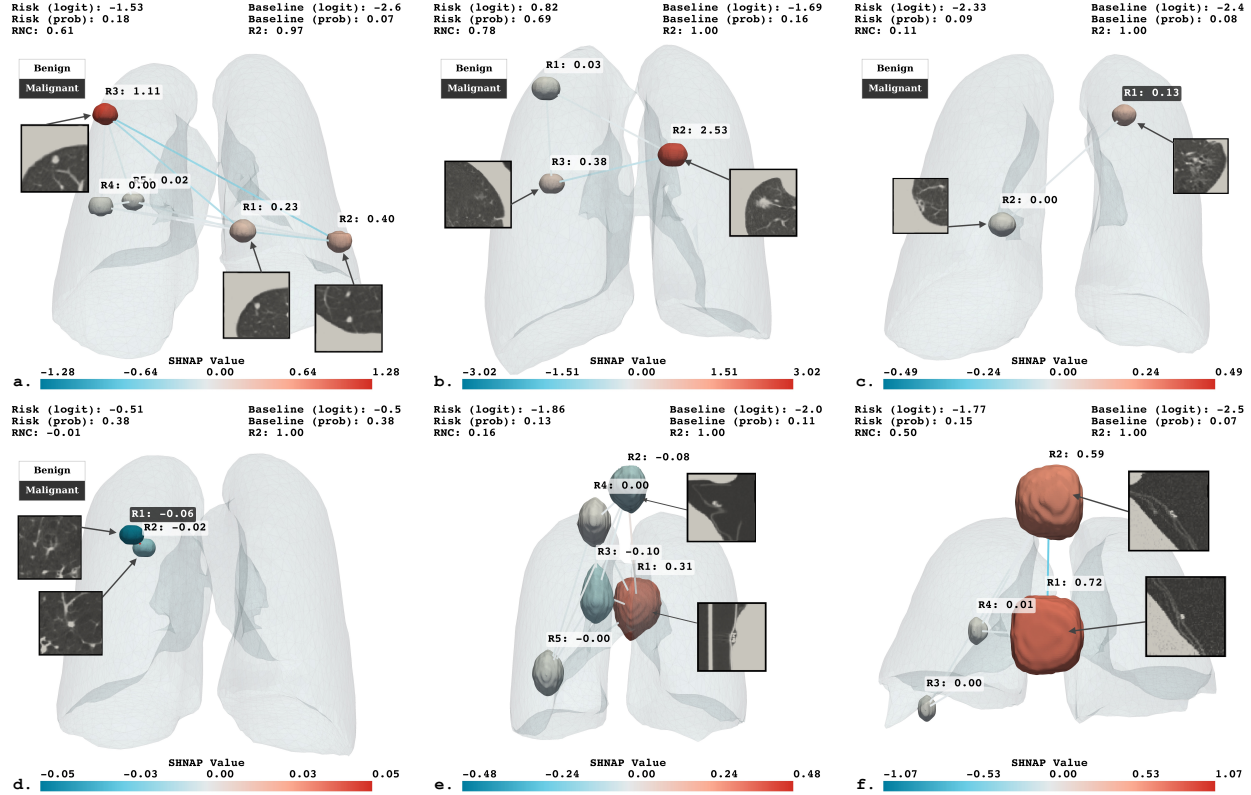 Risk (logit): -1.53
Risk (prob): 0.18
RNC: 0.61
Baseline (logit): -2.6
Baseline (prob): 0.07
R2: 0.97
Benign
Malignant
R3: 1.11
R4: 0.00
R5: 0.02
R1: 0.23
R2: 0.40
SHNAP Value
-1.28 -0.64 0.00 0.64 1.28
a.
Risk (logit): 0.82
Risk (prob): 0.69
RNC: 0.78
Baseline (logit): -1.69
Baseline (prob): 0.16
R2: 1.00
R1: 0.03
R2: 2.53
R3: 0.38
SHNAP Value
-3.02 -1.51 0.00 1.51 3.02
b.
Risk (logit): -2.33
Risk (prob): 0.09
RNC: 0.11
Baseline (logit): -2.4
Baseline (prob): 0.08
R2: 1.00
Benign
Malignant
R1: 0.13
R2: 0.00
SHNAP Value
-0.49 -0.24 0.00 0.24 0.49
c.
Risk (logit): -0.51
Risk (prob): 0.38
RNC: -0.01
Baseline (logit): -0.5
Baseline (prob): 0.38
R2: 1.00
Benign
Malignant
R1: -0.06
R2: -0.02
SHNAP Value
-0.05 -0.03 0.00 0.03 0.05
d.
Risk (logit): -1.86
Risk (prob): 0.13
RNC: 0.16
Baseline (logit): -2.0
Baseline (prob): 0.11
R2: 1.00
R2: -0.08
R4: 0.00
R3: -0.10
R1: 0.31
R5: -0.00
SHNAP Value
-0.48 -0.24 0.00 0.24 0.48
e.
Risk (logit): -1.77
Risk (prob): 0.15
RNC: 0.50
Baseline (logit): -2.5
Baseline (prob): 0.07
R2: 1.00
R2: 0.59
R1: 0.72
R4: 0.01
R3: 0.00
SHNAP Value
-1.07 -0.53 0.00 0.53 1.07
f.